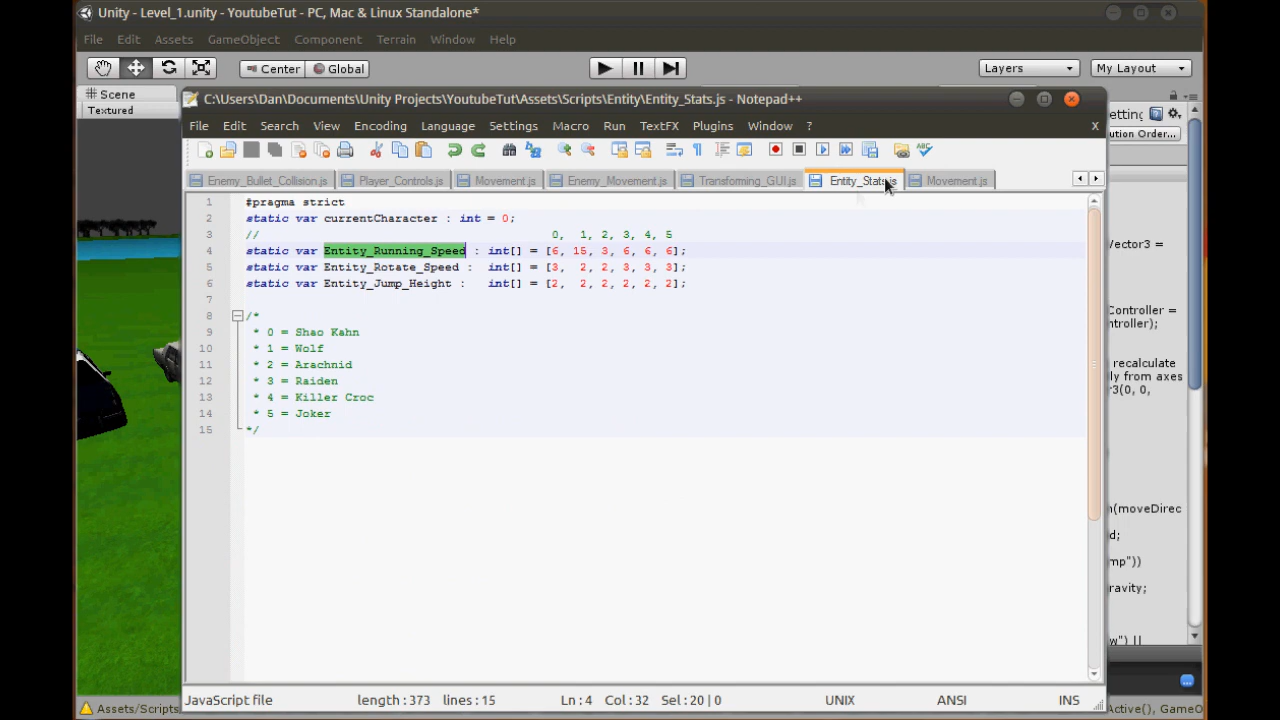 Unity - Level_1.unity - YoutubeTut - PC, Mac & Linux Standalone*
File Edit Assets GameObject Component Terrain Window Help
Center Global Layers My Layout
Scene
Textured
C:\Users\Dan\Documents\Unity Projects\YoutubeTut\Assets\Scripts\Entity\Entity_Stats.js - Notepad++
File Edit Search View Encoding Language Settings Macro Run TextFX Plugins Window ? X
Enemy_Bullet_Collision.js Player_Controls.js Movement.js Enemy_Movement.js Transforming_GUI.js Entity_Stats.js Movement.js
1 #pragma strict
2 static var currentCharacter : int = 0;
3 // 0, 1, 2, 3, 4, 5
4 static var Entity_Running_Speed : int[] = [6, 15, 3, 6, 6, 6];
5 static var Entity_Rotate_Speed : int[] = [3, 2, 2, 3, 3, 3];
6 static var Entity_Jump_Height : int[] = [2, 2, 2, 2, 2, 2];
7
8 /*
9 * 0 = Shao Kahn
10 * 1 = Wolf
11 * 2 = Arachnid
12 * 3 = Raiden
13 * 4 = Killer Croc
14 * 5 = Joker
15 */
JavaScript file length:373 lines:15 Ln:4 Col:32 Sel:20|0 UNIX ANSI INS
etting
ution Order...
Vector3 =
Controller =
ntroller);
recalculate
ly from axes
r3(0, 0,
n(moveDirec
d;
mp"))
ravity;
w") ||
Assets/Scripts
Active(), GameO